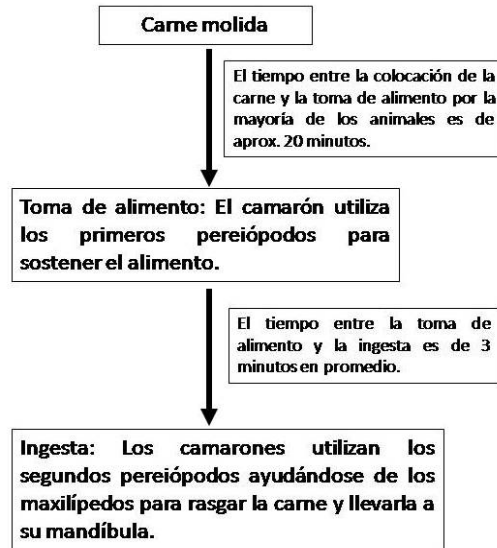 Carne molida
El tiempo entre la colocación de la
carne y la toma de alimento por la
mayoría de los animales es de
aprox. 20 minutos.
Toma de alimento: El camarón utiliza
los primeros pereiópodos para
sostener el alimento.
El tiempo entre la toma de
alimento y la ingesta es de 3
minutos en promedio.
Ingesta: Los camarones utilizan los
segundos pereiópodos ayudándose de los
maxilípedos para rasgar la carne y llevarla a
su mandíbula.